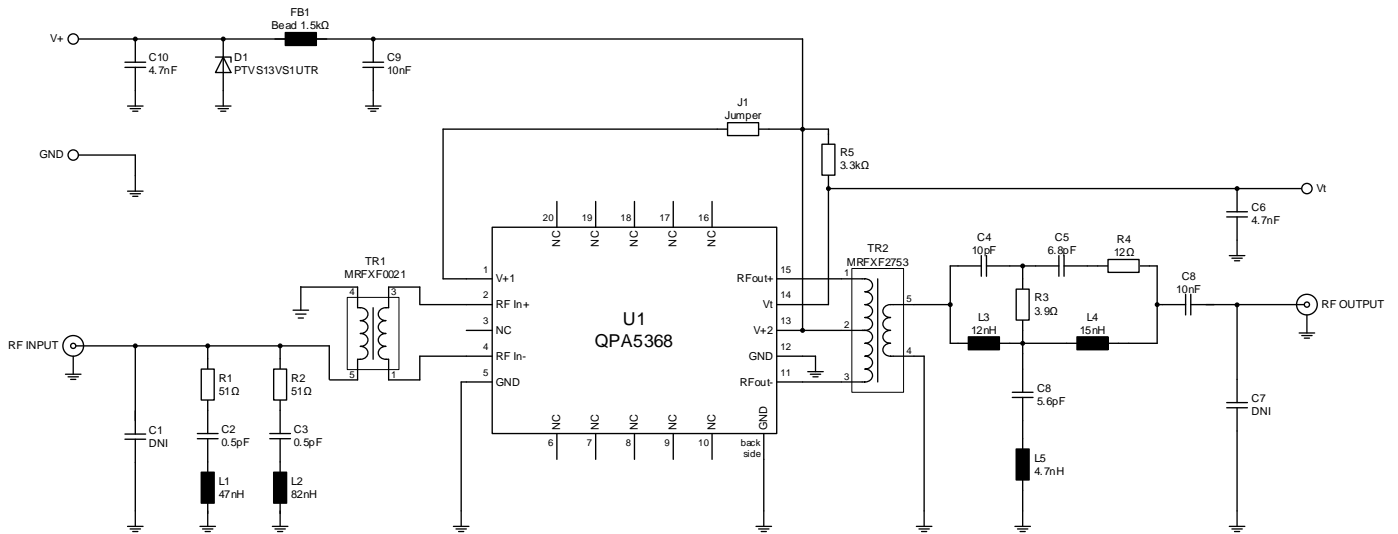 FB1
Bead 1.5kΩ
V+
C10
4.7nF
D1
PTVS13VS1UTR
C9
10nF
J1
Jumper
GND
R5
3.3kΩ
Vt
C6
4.7nF
20
19
18
17
16
NC
NC
NC
NC
NC
TR1
MRFXF0021
4
3
5
1
1
2
3
4
5
V+1
RF In+
NC
RF In-
GND
U1
QPA5368
RFout+
Vt
V+2
GND
RFout-
15
14
13
12
11
TR2
MRFXF2753
1
2
3
5
4
C4
10pF
C5
6.8pF
R4
12Ω
R3
3.9Ω
L3
12nH
L4
15nH
C8
10nF
RF OUTPUT
RF INPUT
R1
51Ω
R2
51Ω
C1
DNI
C2
0.5pF
C3
0.5pF
L1
47nH
L2
82nH
NC
NC
NC
NC
NC
GND
6
7
8
9
10
back
side
C8
5.6pF
L5
4.7nH
C7
DNI